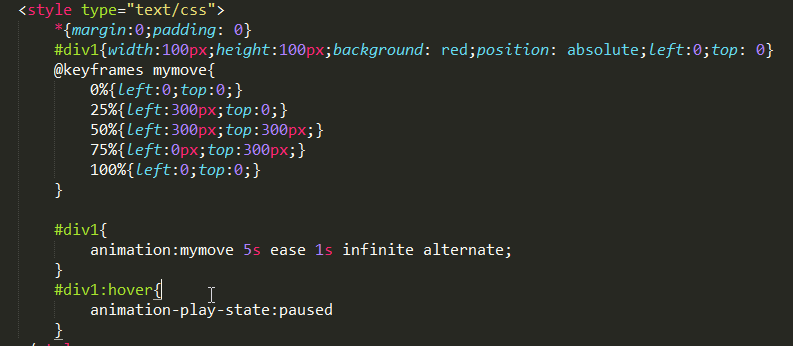 <style type="text/css">
*{margin:0;padding: 0}
#div1{width:100px;height:100px;background: red;position: absolute;left:0;top: 0}
@keyframes mymove{
0%{left:0;top:0;}
25%{left:300px;top:0;}
50%{left:300px;top:300px;}
75%{left:0px;top:300px;}
100%{left:0;top:0;}
}
#div1{
animation:mymove 5s ease 1s infinite alternate;
}
#div1:hover{
animation-play-state:paused
}